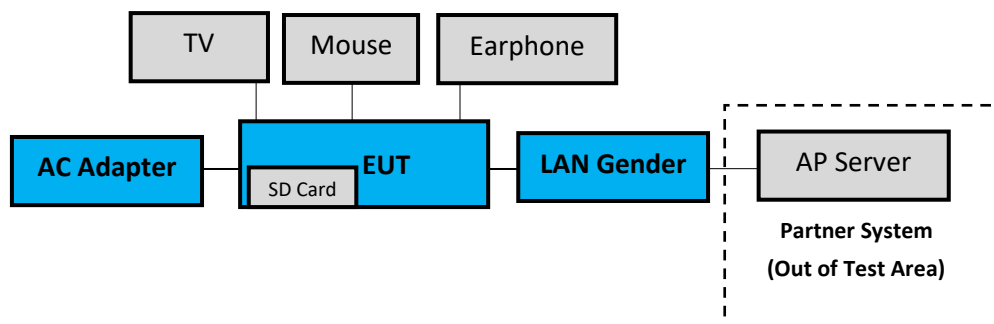 TV
Mouse
Earphone
AC Adapter
EUT
SD Card
LAN Gender
AP Server
Partner System
(Out of Test Area)